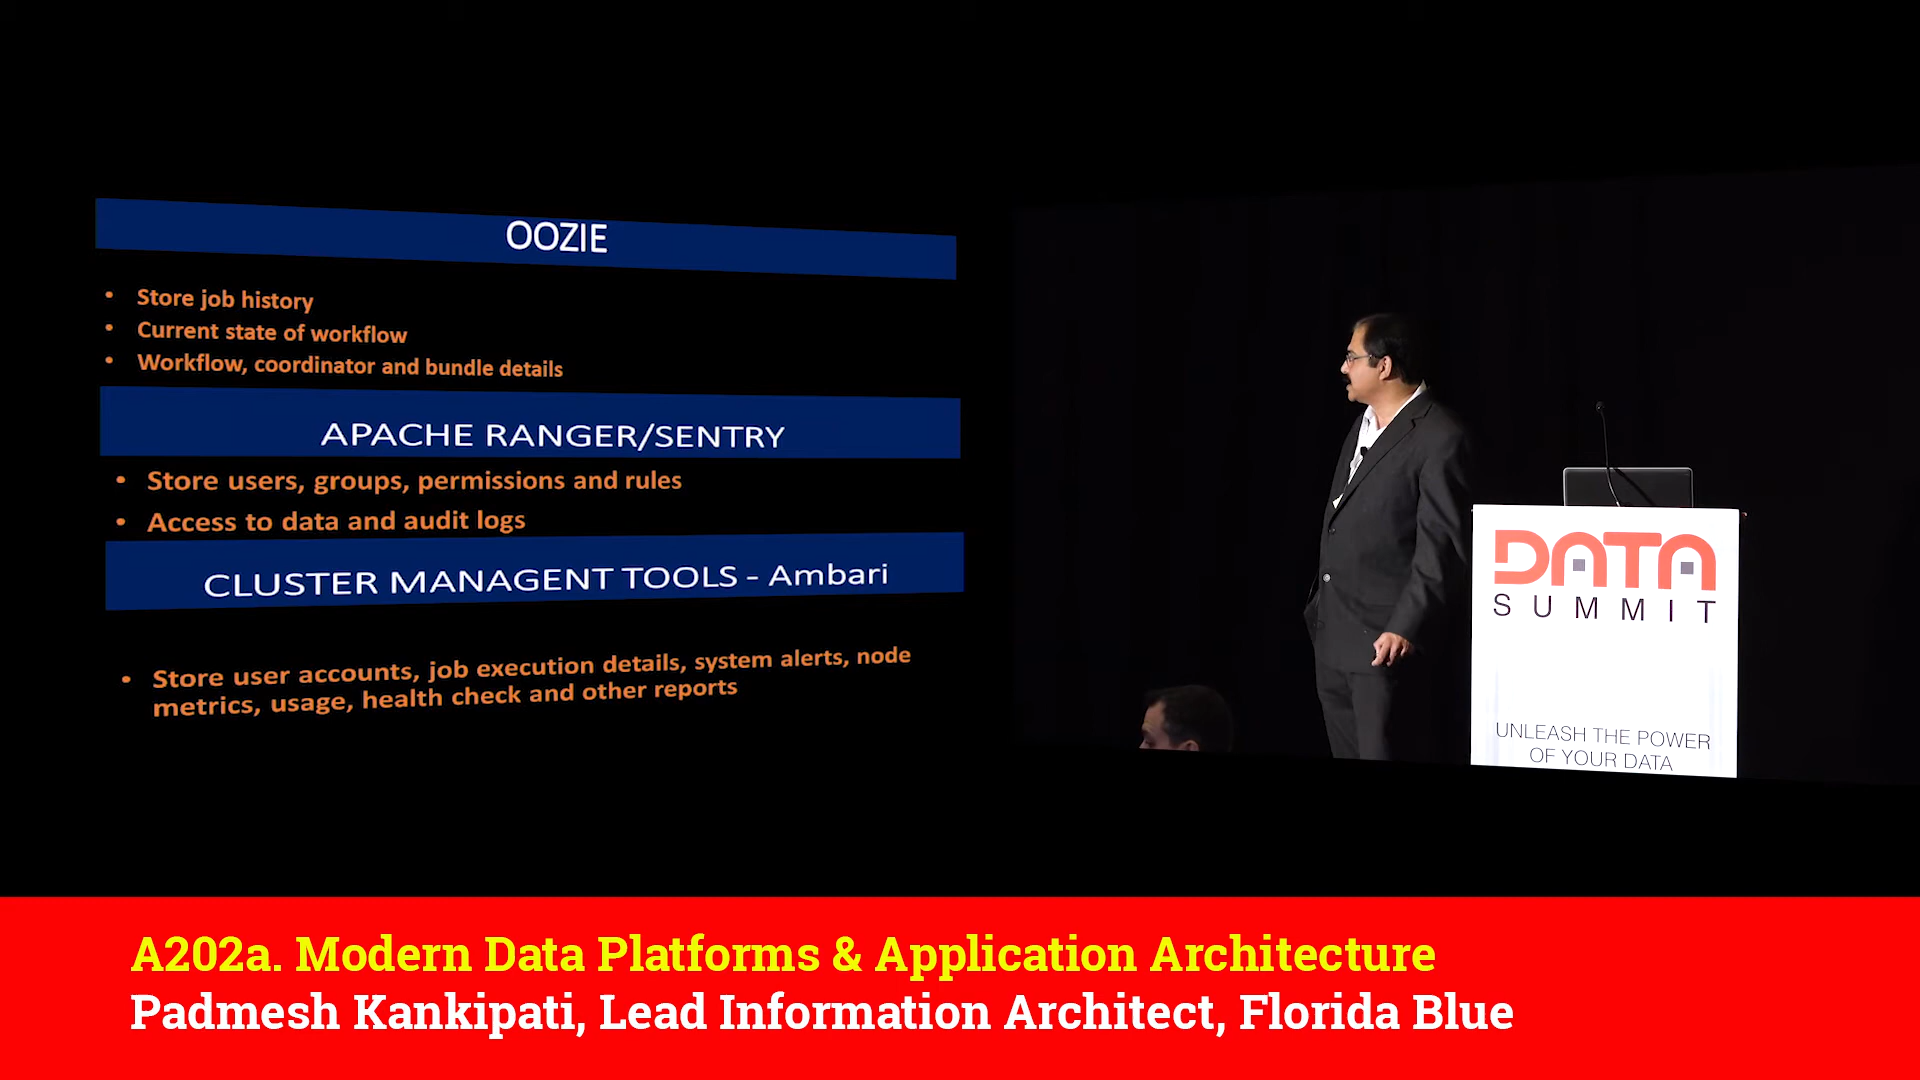 OOZIE
• Store job history
• Current state of workflow
• Workflow, coordinator and bundle details
APACHE RANGER/SENTRY
• Store users, groups, permissions and rules
• Access to data and audit logs
CLUSTER MANAGENT TOOLS - Ambari
• Store user accounts, job execution details, system alerts, node
metrics, usage, health check and other reports
DATA
SUMMIT
UNLEASH THE POWER
OF YOUR DATA
A202a. Modern Data Platforms & Application Architecture
Padmesh Kankipati, Lead Information Architect, Florida Blue